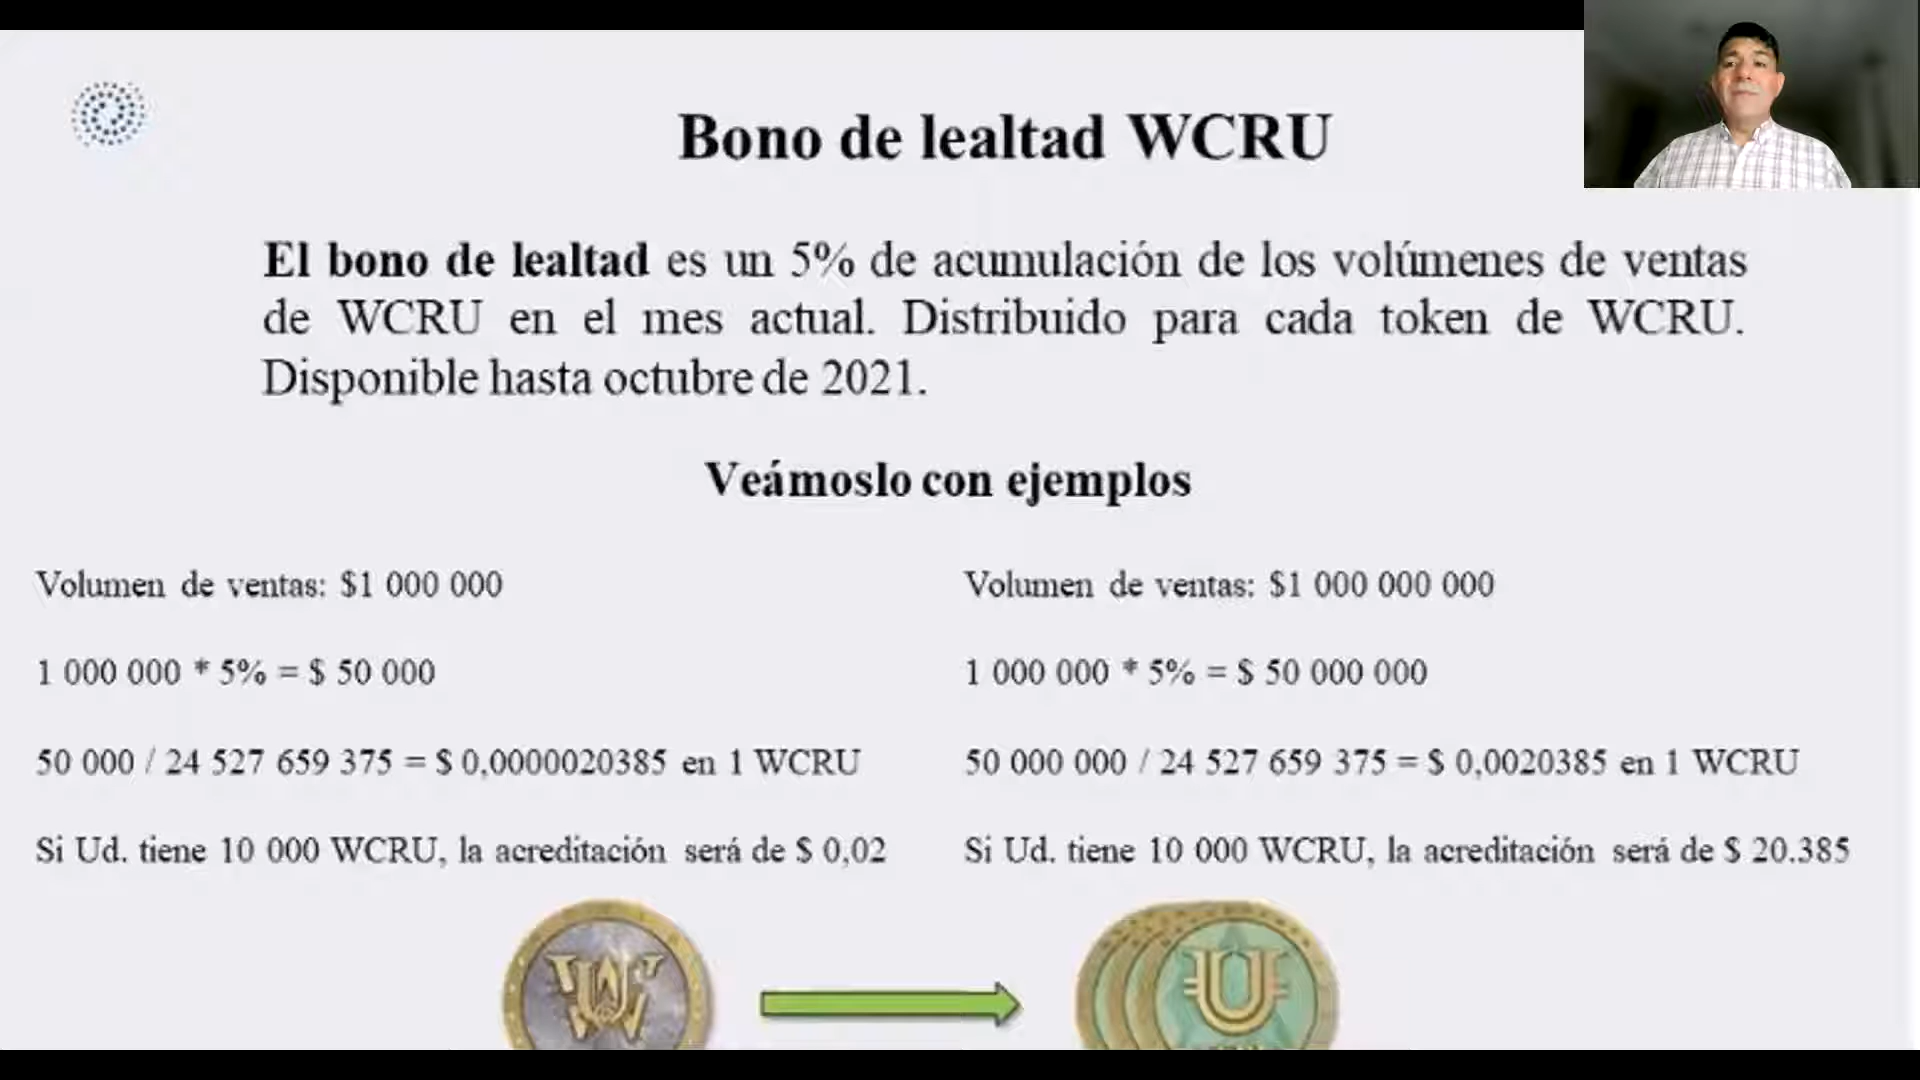 Bono de lealtad WCRU
El bono de lealtad es un 5% de acumulación de los volúmenes de ventas
de WCRU en el mes actual. Distribuido para cada token de WCRU.
Disponible hasta octubre de 2021.
Veámoslo con ejemplos
Volumen de ventas: $1 000 000
1 000 000 * 5% = $ 50 000
50 000 / 24 527 659 375 = $ 0,0000020385 en 1 WCRU
Si Ud. tiene 10 000 WCRU, la acreditación será de $ 0,02
Volumen de ventas: $1 000 000 000
1 000 000 * 5% = $ 50 000 000
50 000 000 / 24 527 659 375 = $ 0,0020385 en 1 WCRU
Si Ud. tiene 10 000 WCRU, la acreditación será de $ 20.385